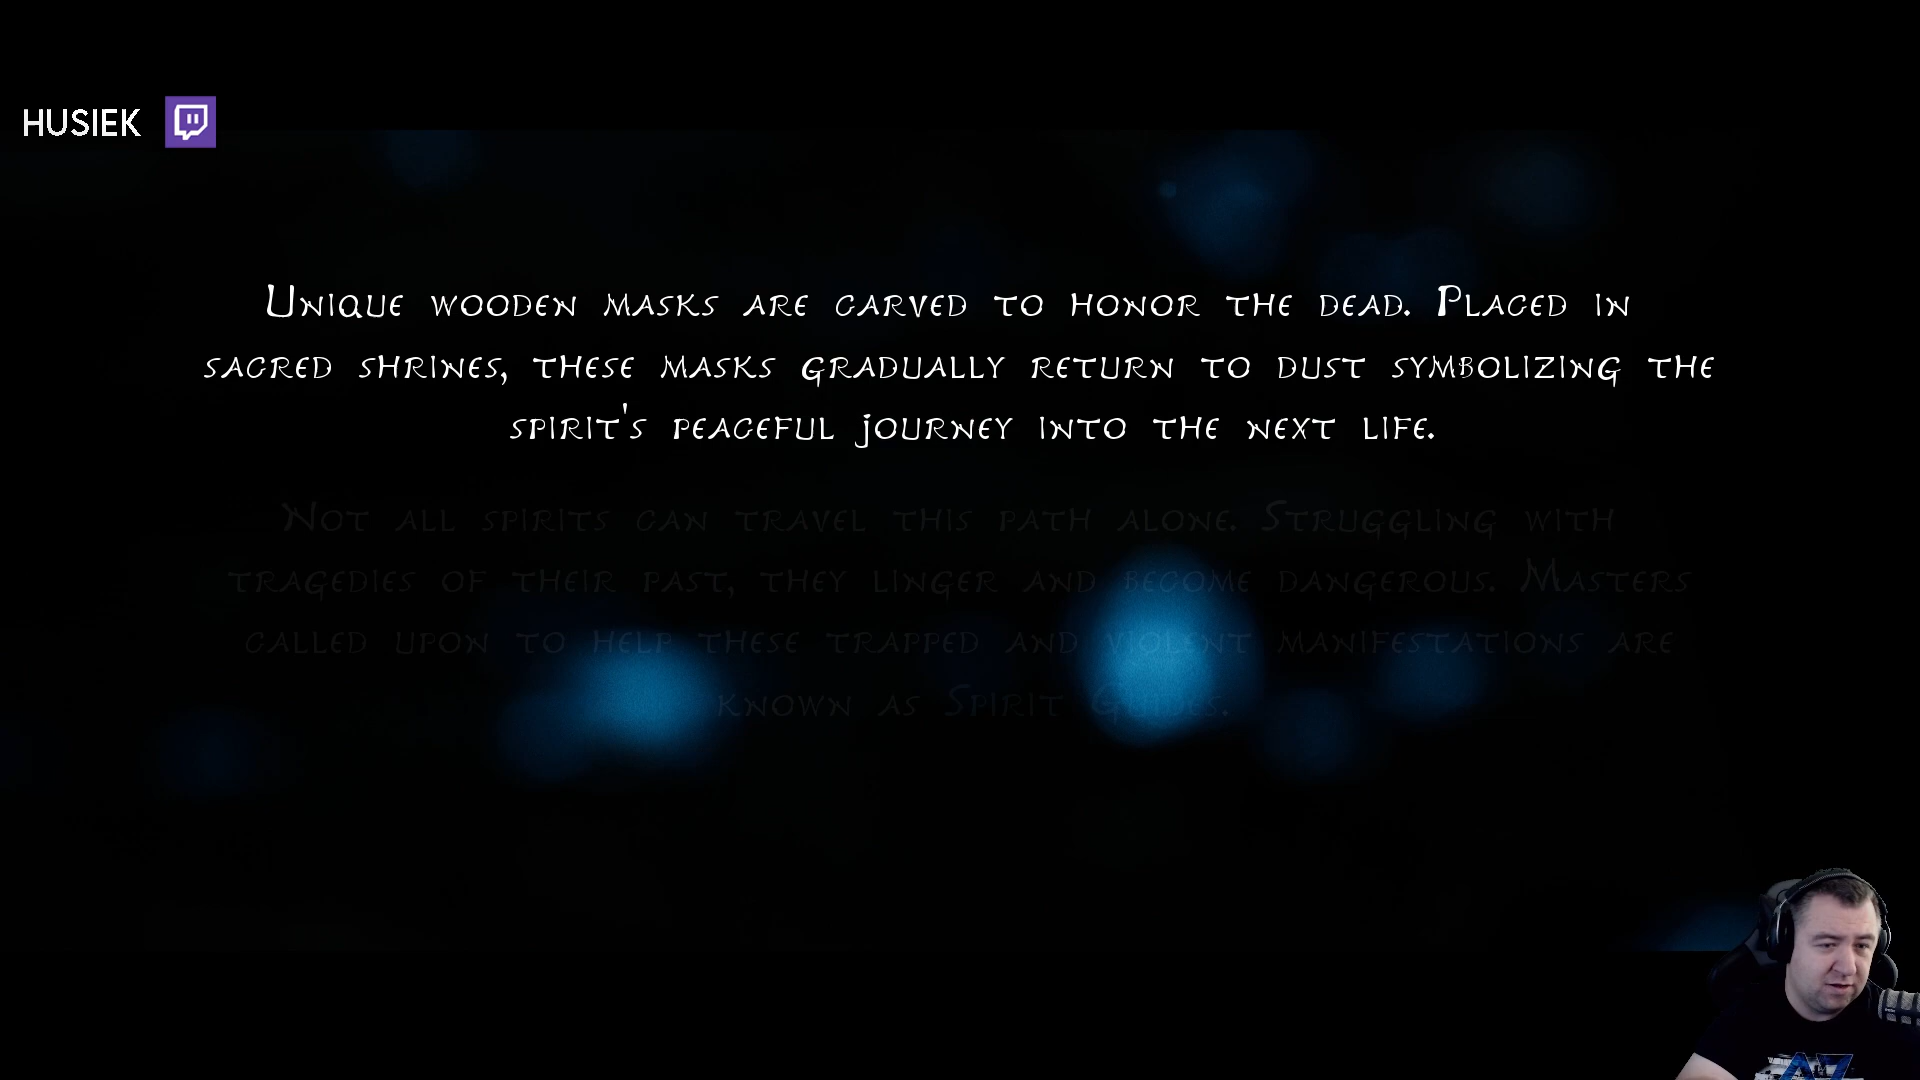 HUSIEK
Unique wooden masks are carved to honor the dead. Placed in
sacred shrines, these masks gradually return to dust symbolizing the
spirit's peaceful journey into the next life.
Not all spirits can travel this path alone. Struggling with
tragedies of their past, they linger and become dangerous. Masters
called upon to help these trapped and violent manifestations are
known as Spirit Guides.